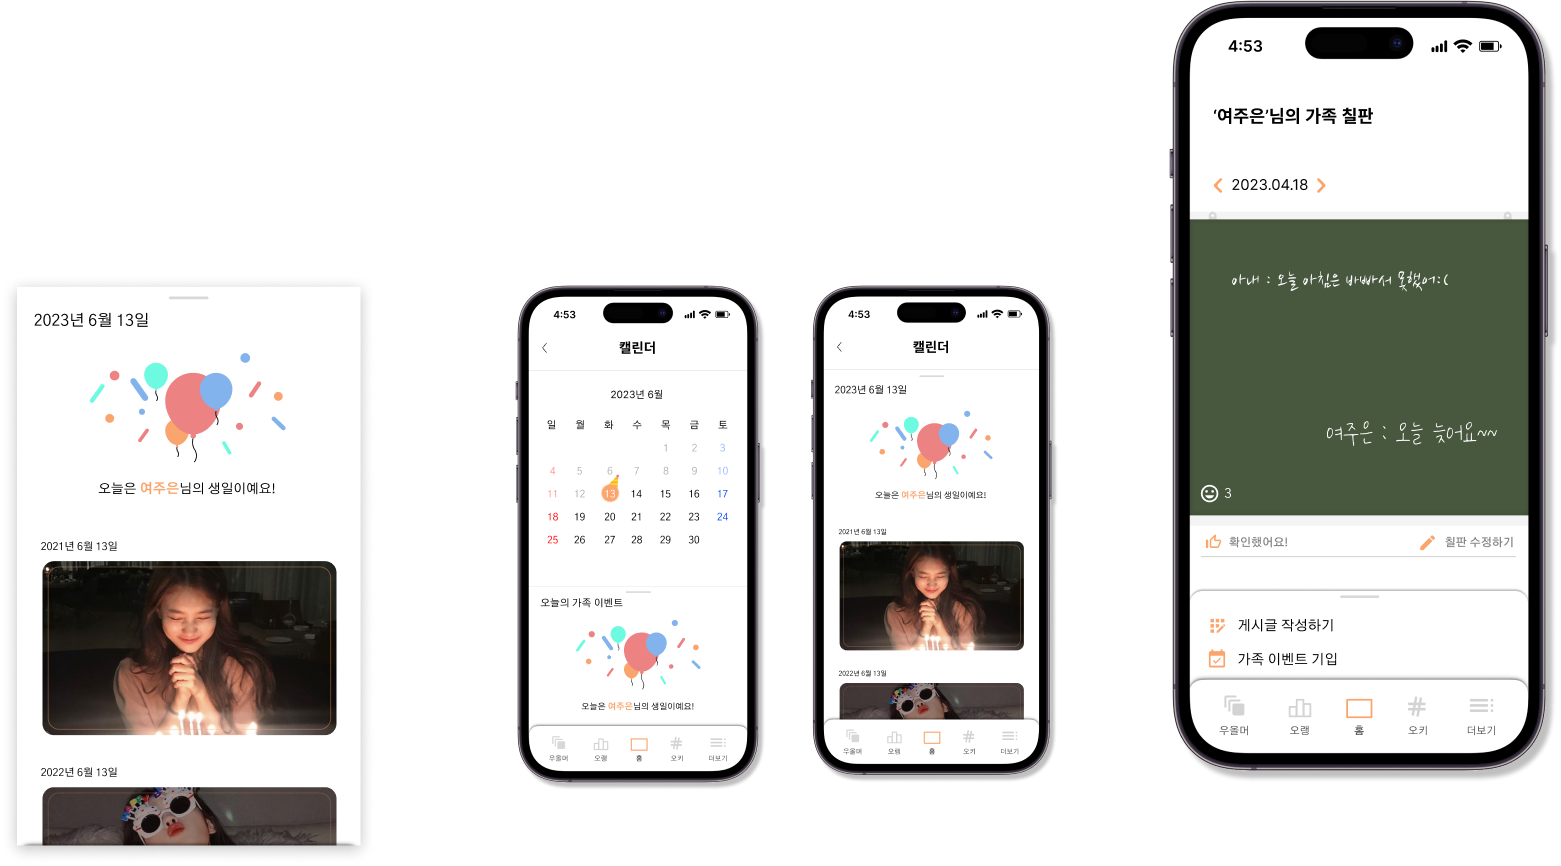 2023년 6월 13일
오늘은 여주은님의 생일이예요!
2021년 6월 13일
2022년 6월 13일
4:53
캘린더
2023년 6월
일 월 화 수 목 금 토
1 2 3
4 5 6 7 8 9 10
11 12 13 14 15 16 17
18 19 20 21 22 23 24
25 26 27 28 29 30
오늘의 가족 이벤트
오늘은 여주은님의 생일이예요!
우올머 오랭 홈 오키 더보기
4:53
캘린더
2023년 6월 13일
오늘은 여주은님의 생일이예요!
2021년 6월 13일
2022년 6월 13일
우올머 오랭 홈 오키 더보기
4:53
‘여주은’님의 가족 칠판
2023.04.18
아내 : 오늘 아침은 바빠서 못했어:(
여주은 : 오늘 늦어요~~
3
확인했어요! 칠판 수정하기
게시글 작성하기
가족 이벤트 기입
우올머 오랭 홈 오키 더보기